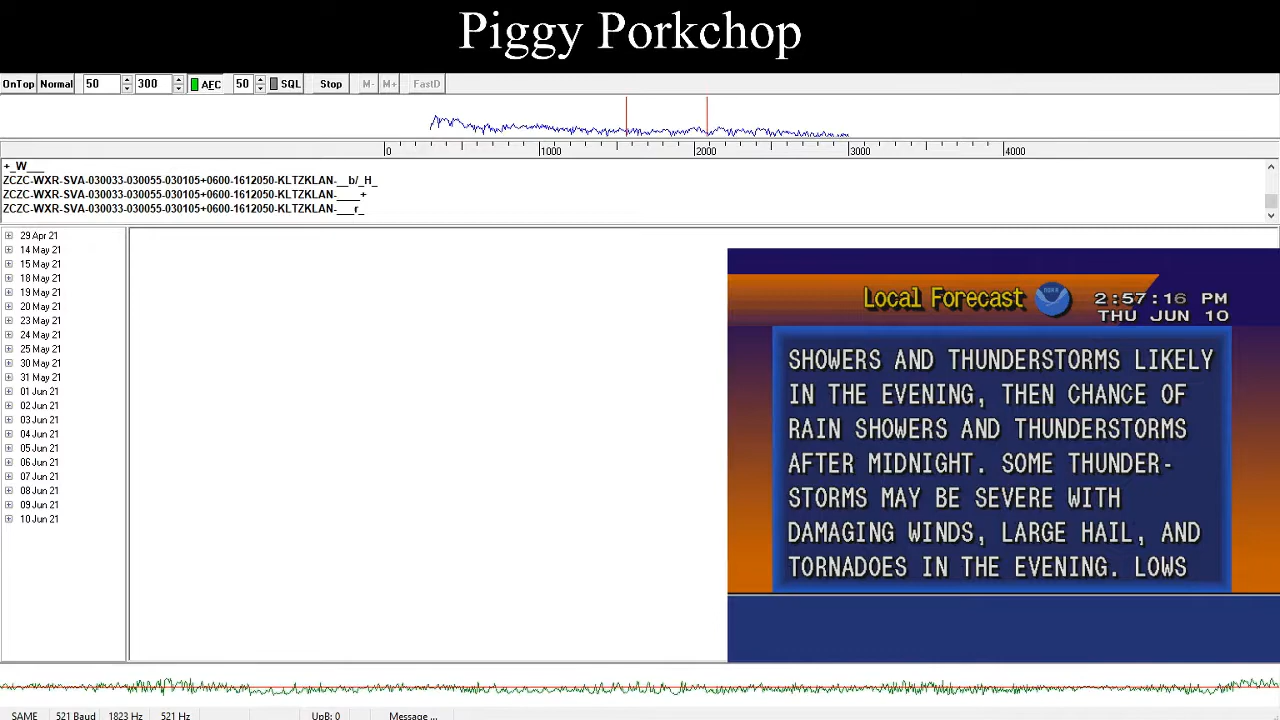 Piggy Porkchop
OnTop Normal 50 300 AFC 50 SQL Stop M- M+ FastD
0 1000 2000 3000 4000
+_W___
ZCZC-WXR-SVA-030033-030055-030105+0600-1612050-KLTZKLAN-__b/_H_
ZCZC-WXR-SVA-030033-030055-030105+0600-1612050-KLTZKLAN-____+
ZCZC-WXR-SVA-030033-030055-030105+0600-1612050-KLTZKLAN-___r_
29 Apr 21
14 May 21
15 May 21
18 May 21
19 May 21
20 May 21
23 May 21
24 May 21
25 May 21
30 May 21
31 May 21
01 Jun 21
02 Jun 21
03 Jun 21
04 Jun 21
05 Jun 21
06 Jun 21
07 Jun 21
08 Jun 21
09 Jun 21
10 Jun 21
Local Forecast
2:57:16 PM
THU JUN 10
SHOWERS AND THUNDERSTORMS LIKELY
IN THE EVENING, THEN CHANCE OF
RAIN SHOWERS AND THUNDERSTORMS
AFTER MIDNIGHT. SOME THUNDER-
STORMS MAY BE SEVERE WITH
DAMAGING WINDS, LARGE HAIL, AND
TORNADOES IN THE EVENING. LOWS
SAME 521 Baud 1823 Hz 521 Hz UpB: 0 Message ...